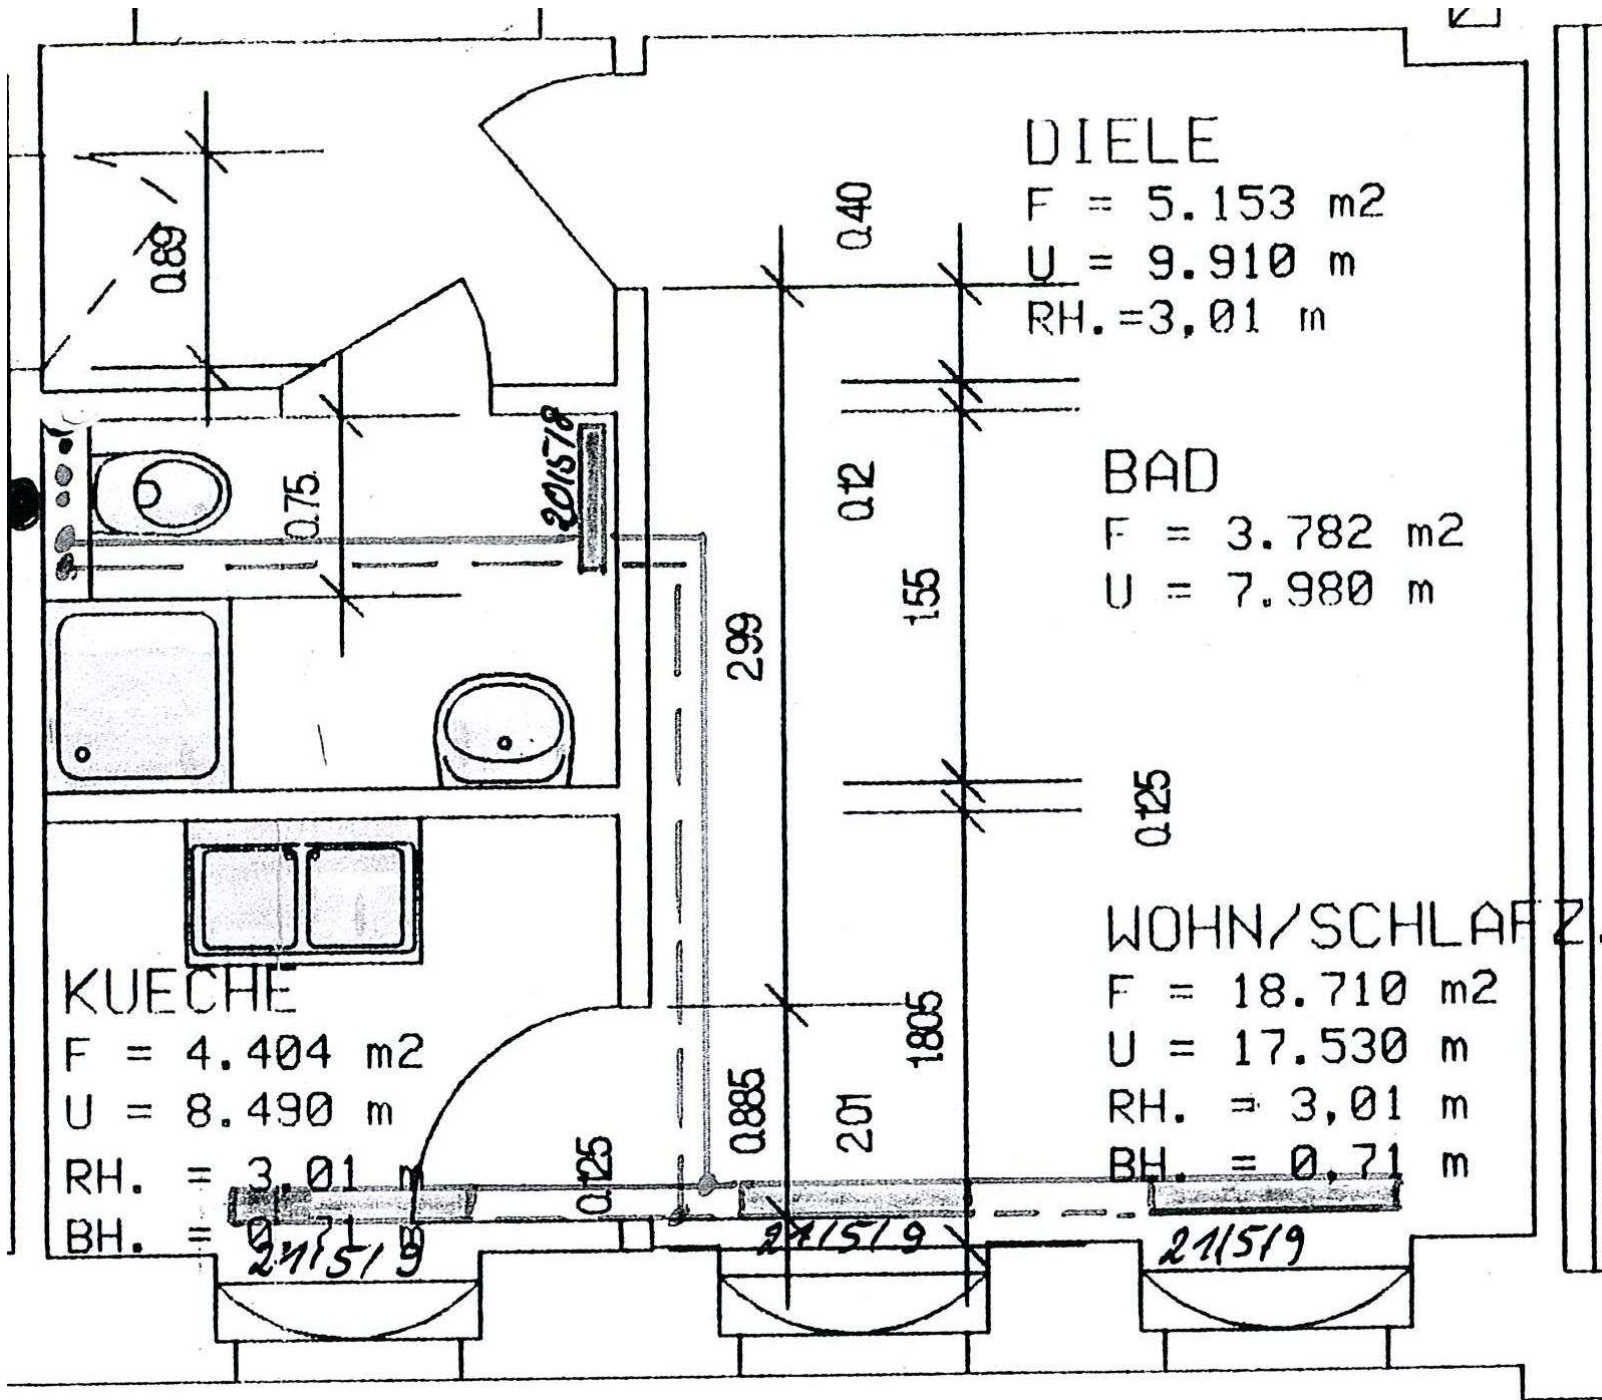 DIELE
F = 5.153 m2
U = 9.910 m
RH.=3,01 m
0.89
0.40
BAD
F = 3.782 m2
U = 7.980 m
20/5/8
0.75
0.12
1.55
2.99
0.125
WOHN/SCHLAFZ.
F = 18.710 m2
U = 17.530 m
RH. = 3,01 m
BH. = 0,71 m
KUECHE
F = 4.404 m2
U = 8.490 m
RH. = 3.01 m
BH. = 0,71 m
0.125
0.885
2.01
1.805
21/5/9
21/5/9
21/5/9